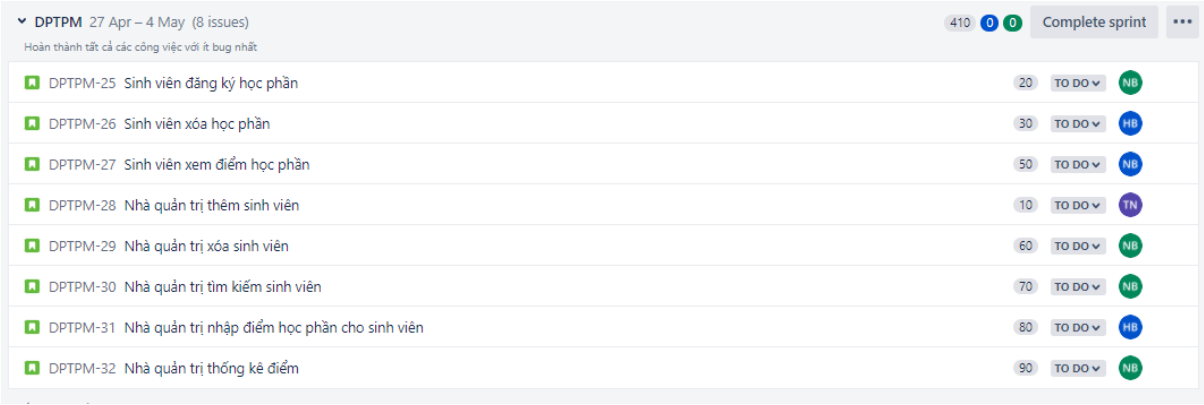 DPTPM 27 Apr – 4 May (8 issues) 410 0 0 Complete sprint
Hoàn thành tất cả các công việc với ít bug nhất
DPTPM-25 Sinh viên đăng ký học phần 20 TO DO NB
DPTPM-26 Sinh viên xóa học phần 30 TO DO HB
DPTPM-27 Sinh viên xem điểm học phần 50 TO DO NB
DPTPM-28 Nhà quản trị thêm sinh viên 10 TO DO TN
DPTPM-29 Nhà quản trị xóa sinh viên 60 TO DO NB
DPTPM-30 Nhà quản trị tìm kiếm sinh viên 70 TO DO NB
DPTPM-31 Nhà quản trị nhập điểm học phần cho sinh viên 80 TO DO HB
DPTPM-32 Nhà quản trị thống kê điểm 90 TO DO NB